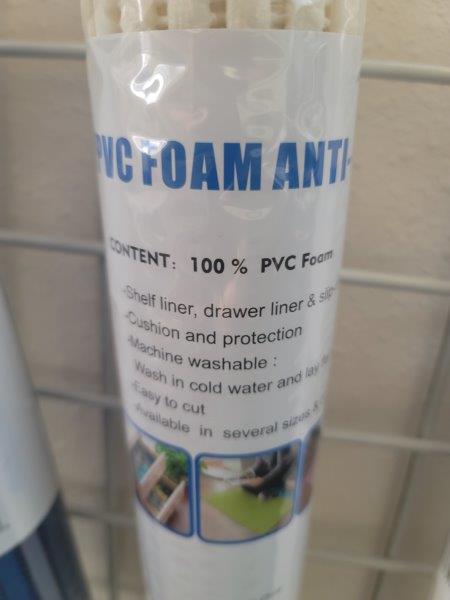 PVC FOAM ANTI-
CONTENT: 100 % PVC Foam
-Shelf liner, drawer liner & slip-
-Cushion and protection
-Machine washable :
Wash in cold water and lay
-Easy to cut
-Available in several sizes &